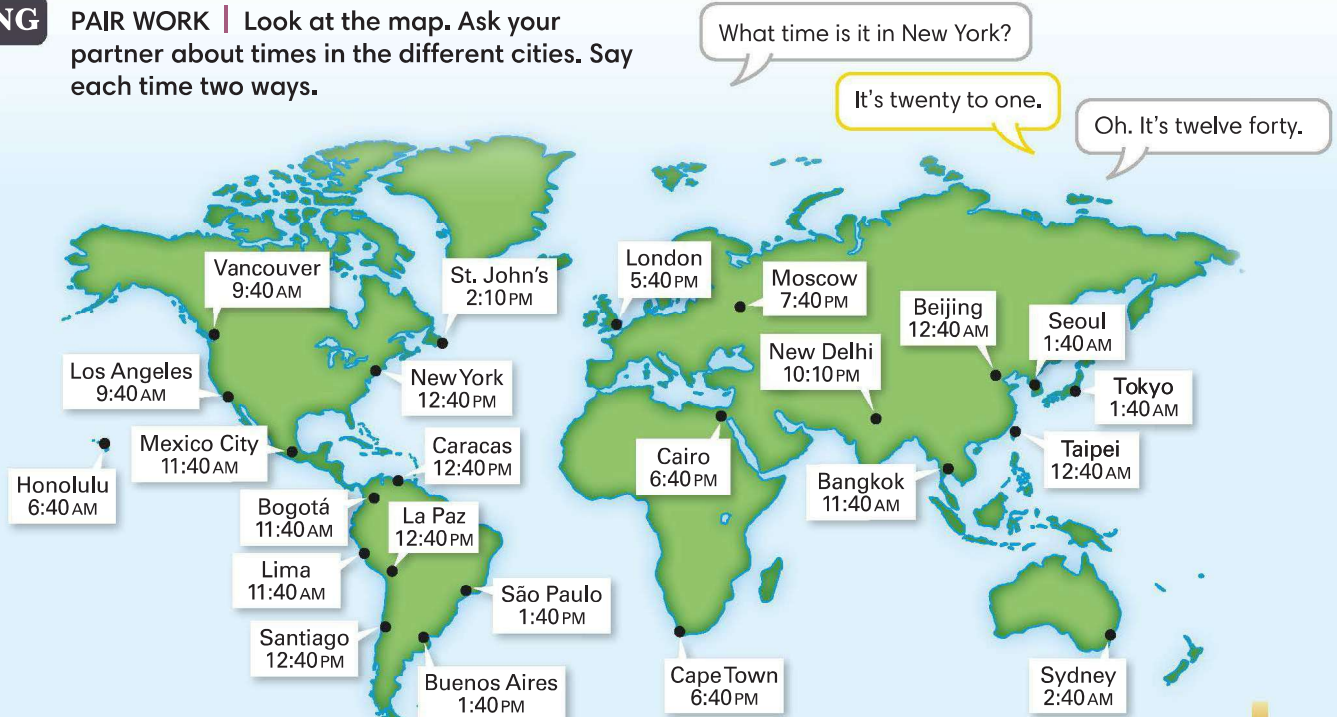 NG
PAIR WORK | Look at the map. Ask your
partner about times in the different cities. Say
each time two ways.
What time is it in New York?
It's twenty to one.
Oh. It's twelve forty.
Vancouver
9:40 AM
St. John's
2:10 PM
London
5:40 PM
Moscow
7:40 PM
Beijing
12:40 AM
Seoul
1:40 AM
Los Angeles
9:40 AM
New York
12:40 PM
New Delhi
10:10 PM
Tokyo
1:40 AM
Honolulu
6:40 AM
Mexico City
11:40 AM
Caracas
12:40 PM
Cairo
6:40 PM
Bangkok
11:40 AM
Taipei
12:40 AM
Bogotá
11:40 AM
La Paz
12:40 PM
Lima
11:40 AM
São Paulo
1:40 PM
Santiago
12:40 PM
Buenos Aires
1:40 PM
Cape Town
6:40 PM
Sydney
2:40 AM